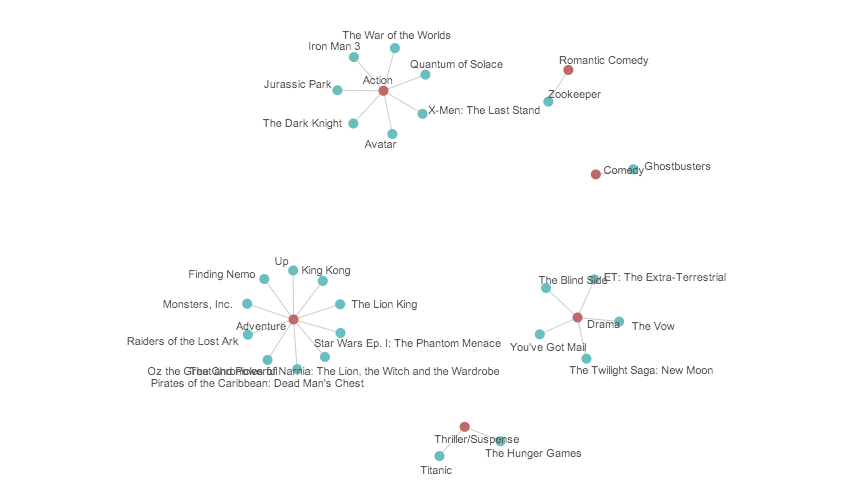 The War of the Worlds
Iron Man 3
Quantum of Solace
Action
Jurassic Park
X-Men: The Last Stand
The Dark Knight
Avatar
Romantic Comedy
Zookeeper
Comedy
Ghostbusters
Up
Finding Nemo
King Kong
Monsters, Inc.
The Lion King
Adventure
Raiders of the Lost Ark
Star Wars Ep. I: The Phantom Menace
Oz the Great and Powerful
The Chronicles of Narnia: The Lion, the Witch and the Wardrobe
Pirates of the Caribbean: Dead Man's Chest
The Blind Side
ET: The Extra-Terrestrial
Drama
The Vow
You've Got Mail
The Twilight Saga: New Moon
Thriller/Suspense
The Hunger Games
Titanic